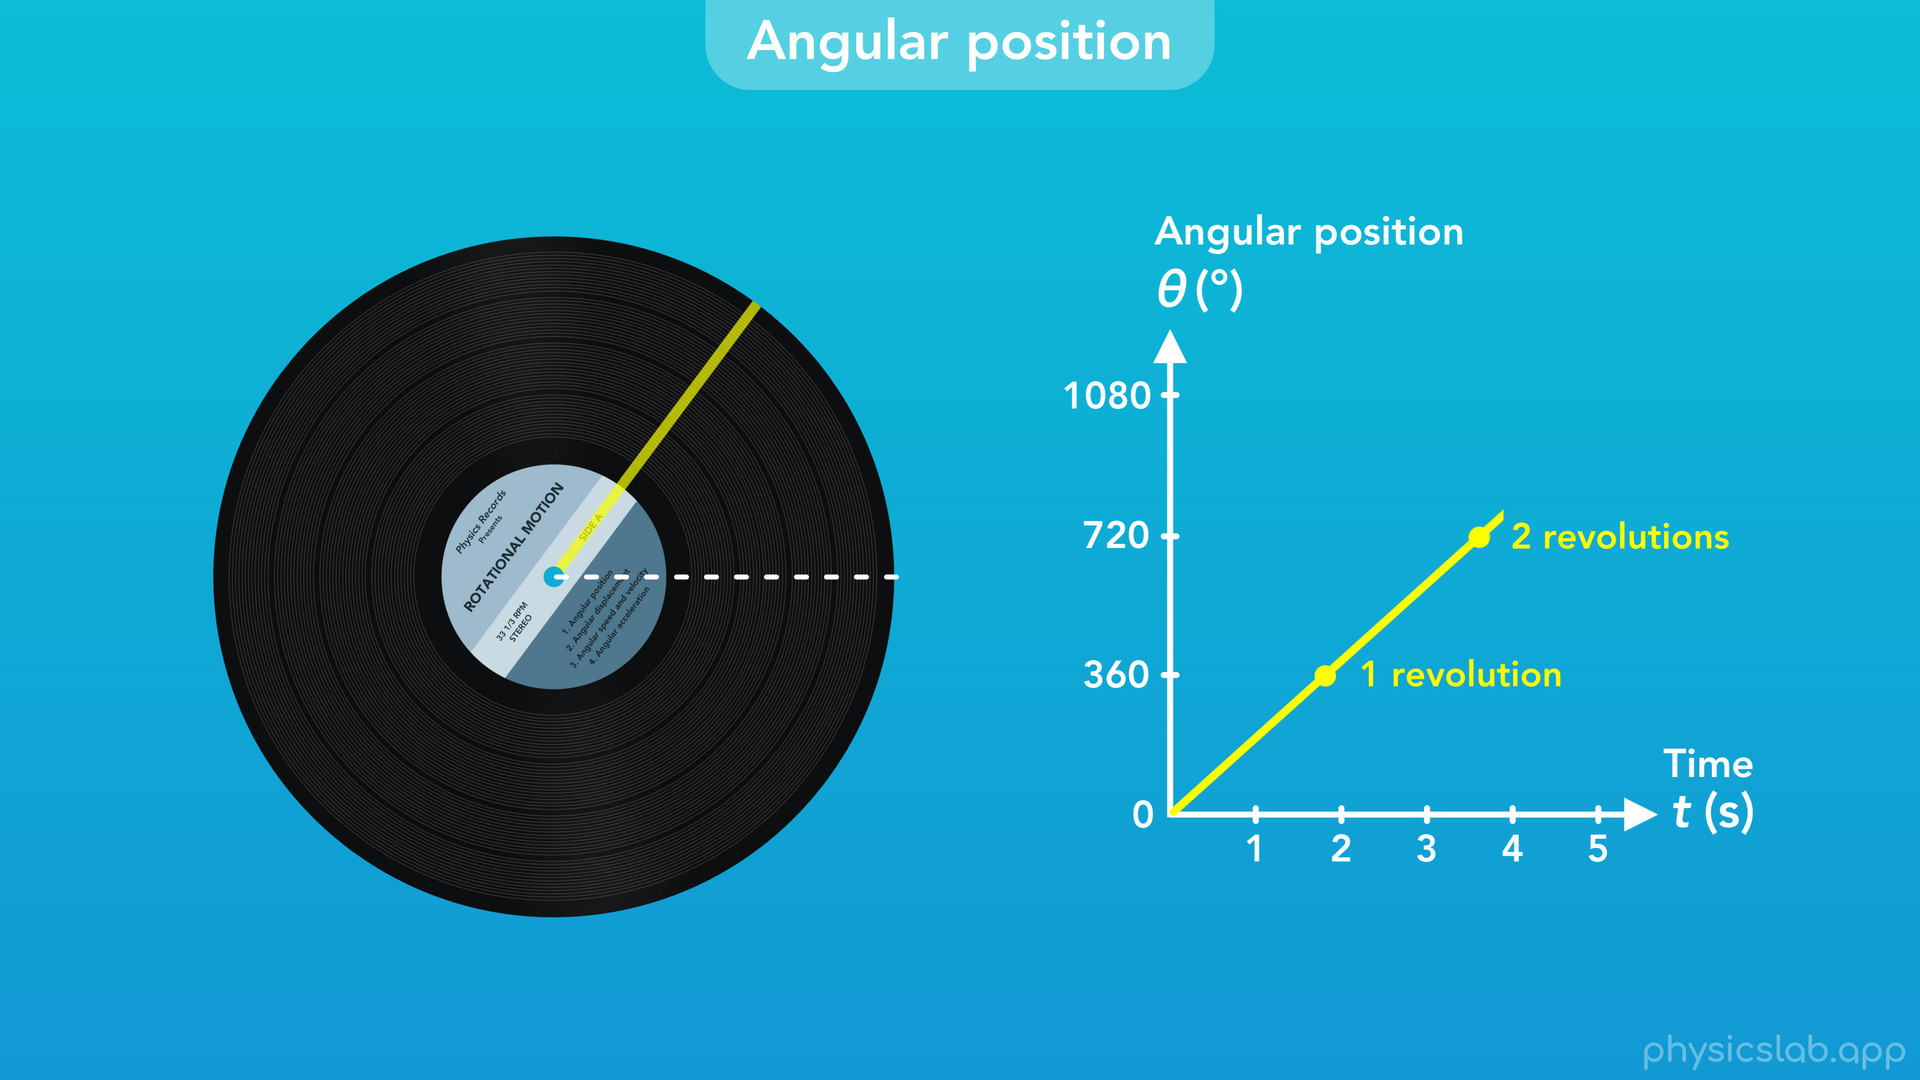 Angular position
Physics Records
Presents
ROTATIONAL MOTION
SIDE A
33 1/3 RPM
STEREO
1. Angular position
2. Angular displacement
3. Angular speed and velocity
4. Angular acceleration
Angular position
θ (°)
1080
720
360
0
2 revolutions
1 revolution
Time
t (s)
1 2 3 4 5
physicslab.app